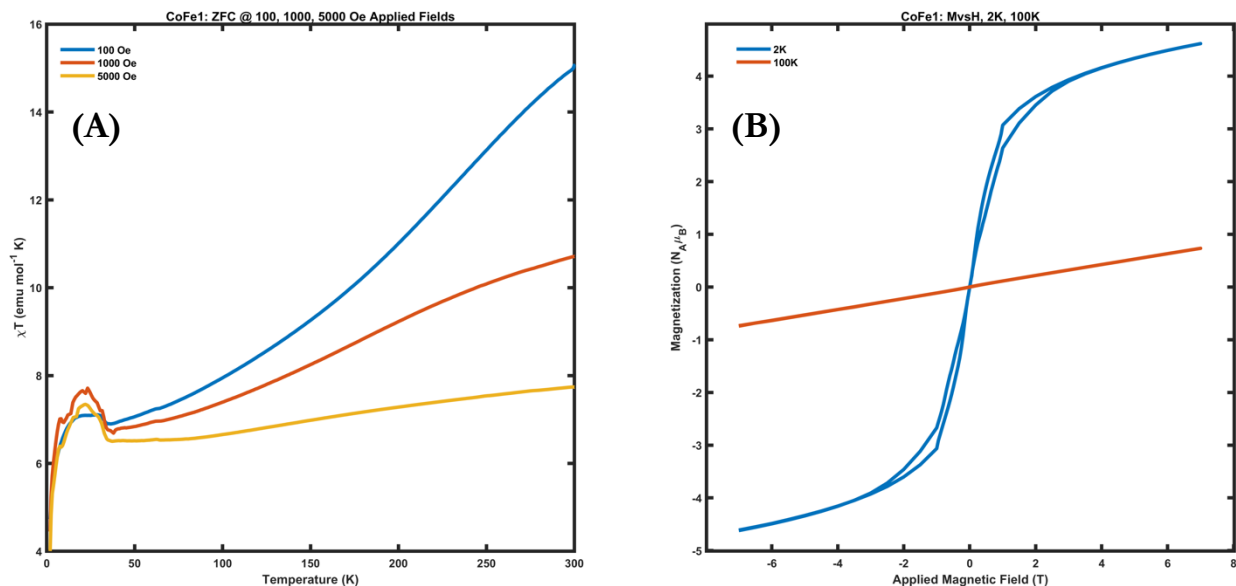 CoFe1: ZFC @ 100, 1000, 5000 Oe Applied Fields
16
14
12
10
8
6
4
χT (emu mol⁻¹ K)
100 Oe
1000 Oe
5000 Oe
(A)
0 50 100 150 200 250 300
Temperature (K)
CoFe1: MvsH, 2K, 100K
4
3
2
1
0
-1
-2
-3
-4
-5
Magnetization (N_Aμ_B)
2K
100K
(B)
-6 -4 -2 0 2 4 6 8
Applied Magnetic Field (T)